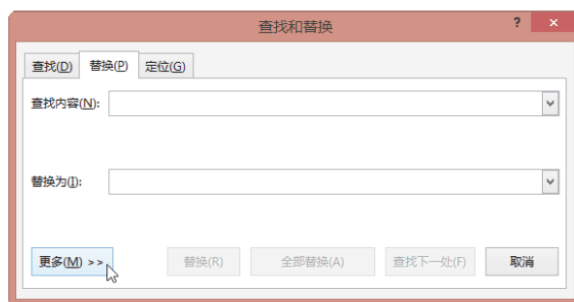 查找和替换 ? ×
查找(D) 替换(P) 定位(G)
查找内容(N):
替换为(I):
更多(M) >> 替换(R) 全部替换(A) 查找下一处(F) 取消